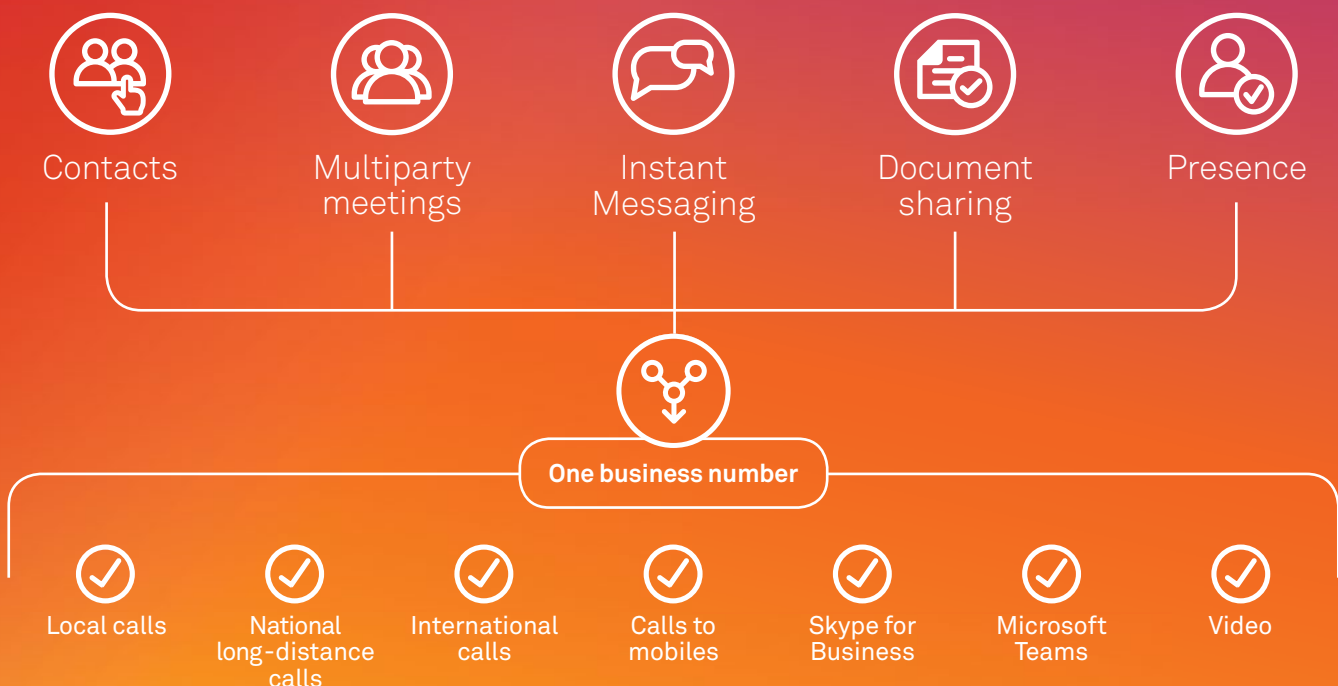 Contacts
Multiparty
meetings
Instant
Messaging
Document
sharing
Presence
One business number
Local calls
National
long-distance
calls
International
calls
Calls to
mobiles
Skype for
Business
Microsoft
Teams
Video